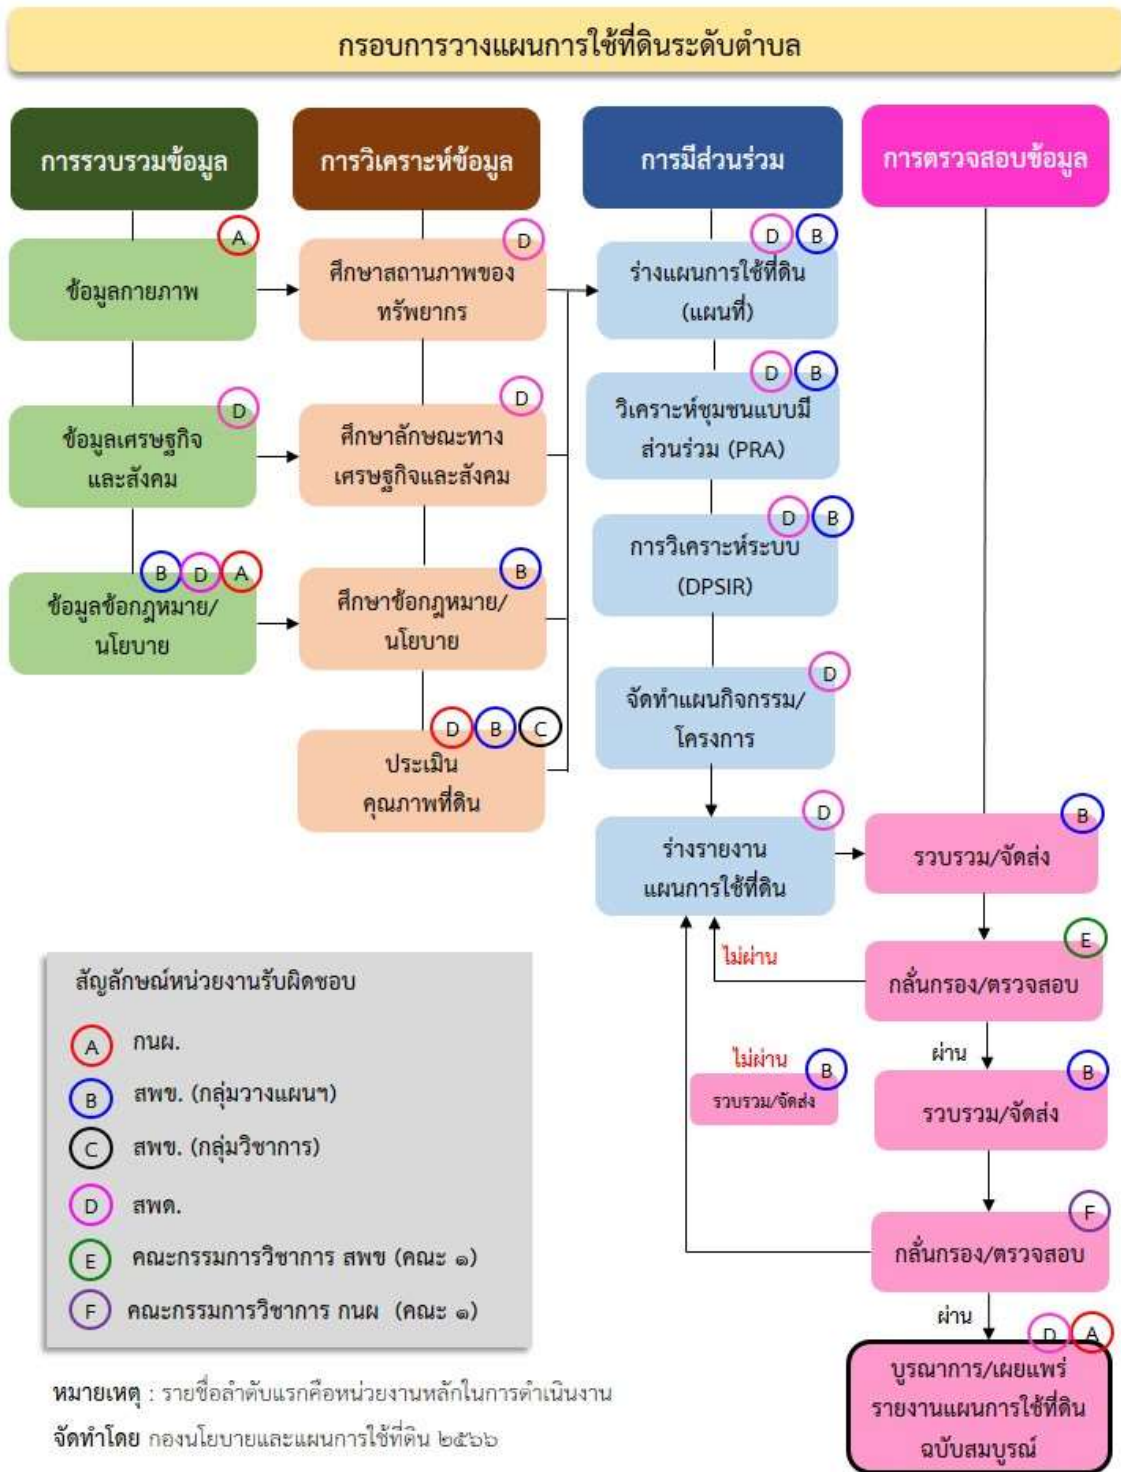 กรอบการวางแผนการใช้ที่ดินระดับตำบล
การรวบรวมข้อมูล
A
ข้อมูลกายภาพ
D
ข้อมูลเศรษฐกิจ
และสังคม
B D A
ข้อมูลข้อกฎหมาย/
นโยบาย
การวิเคราะห์ข้อมูล
D
ศึกษาสถานภาพของ
ทรัพยากร
D
ศึกษาลักษณะทาง
เศรษฐกิจและสังคม
B
ศึกษาข้อกฎหมาย/
นโยบาย
D B C
ประเมิน
คุณภาพที่ดิน
การมีส่วนร่วม
D B
ร่างแผนการใช้ที่ดิน
(แผนที่)
D B
วิเคราะห์ชุมชนแบบมี
ส่วนร่วม (PRA)
D B
การวิเคราะห์ระบบ
(DPSIR)
D
จัดทำแผนกิจกรรม/
โครงการ
D
ร่างรายงาน
แผนการใช้ที่ดิน
การตรวจสอบข้อมูล
B
รวบรวม/จัดส่ง
E
กลั่นกรอง/ตรวจสอบ
ไม่ผ่าน
ผ่าน
B
รวบรวม/จัดส่ง
ไม่ผ่าน
B
รวบรวม/จัดส่ง
F
กลั่นกรอง/ตรวจสอบ
ผ่าน
D A
บูรณาการ/เผยแพร่
รายงานแผนการใช้ที่ดิน
ฉบับสมบูรณ์
สัญลักษณ์หน่วยงานรับผิดชอบ
A กนผ.
B สพข. (กลุ่มวางแผนฯ)
C สพข. (กลุ่มวิชาการ)
D สพด.
E คณะกรรมการวิชาการ สพข (คณะ ๑)
F คณะกรรมการวิชาการ กนผ (คณะ ๑)
หมายเหตุ : รายชื่อลำดับแรกคือหน่วยงานหลักในการดำเนินงาน
จัดทำโดย กองนโยบายและแผนการใช้ที่ดิน ๒๕๖๖